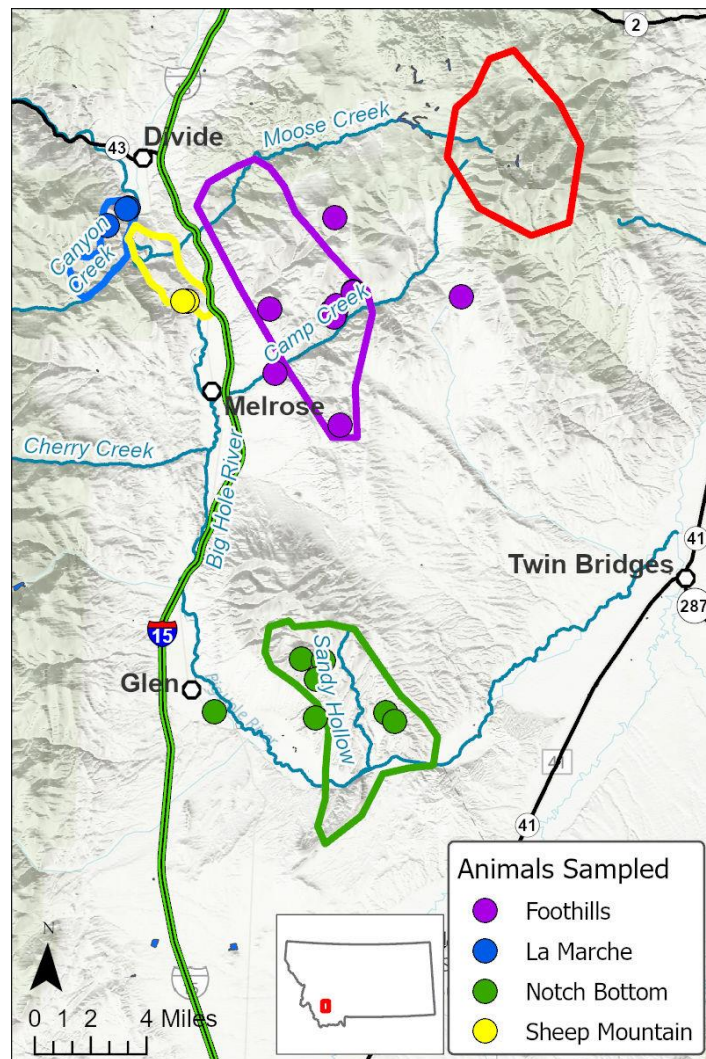 2
Divide
43
Moose Creek
Canyon
Creek
Camp Creek
Melrose
Cherry Creek
Big Hole River
41
Twin Bridges
287
15
Sandy Hollow
Glen
41
41
Animals Sampled
Foothills
La Marche
Notch Bottom
Sheep Mountain
N
0 1 2 4 Miles